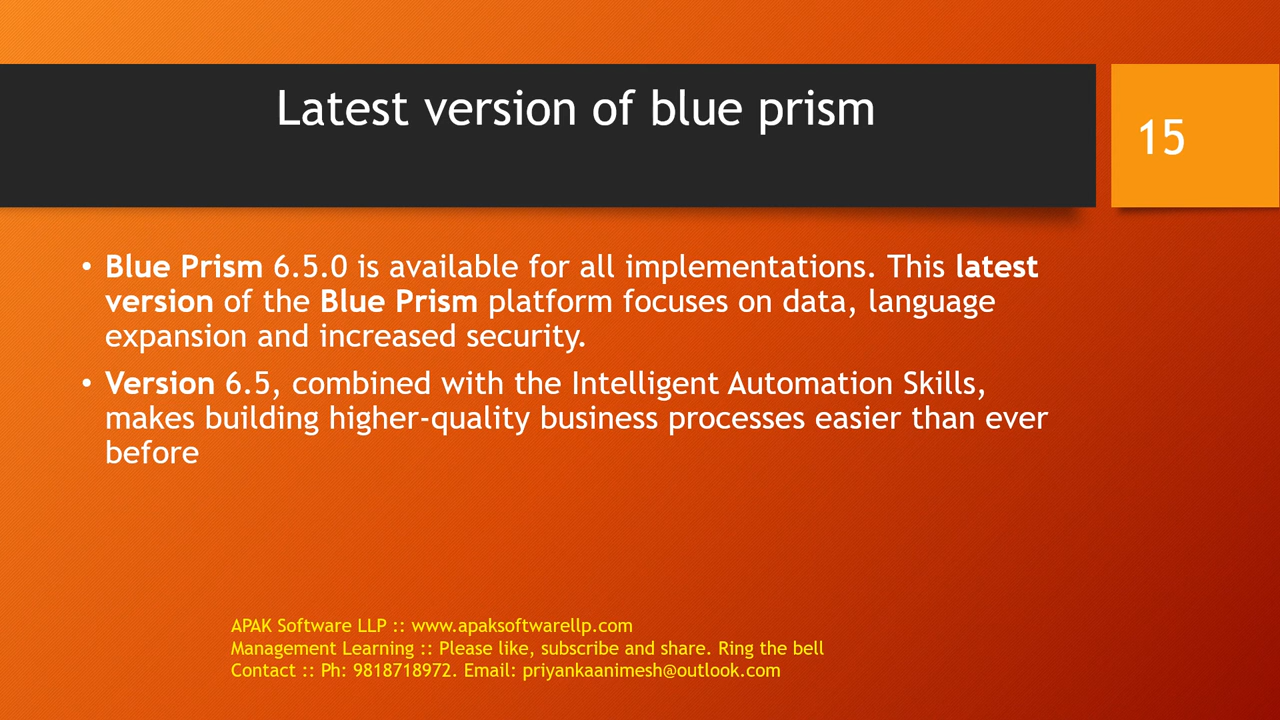 Latest version of blue prism
15
• Blue Prism 6.5.0 is available for all implementations. This latest
version of the Blue Prism platform focuses on data, language
expansion and increased security.
• Version 6.5, combined with the Intelligent Automation Skills,
makes building higher-quality business processes easier than ever
before
APAK Software LLP :: www.apaksoftwarellp.com
Management Learning :: Please like, subscribe and share. Ring the bell
Contact :: Ph: 9818718972. Email: priyankaanimesh@outlook.com